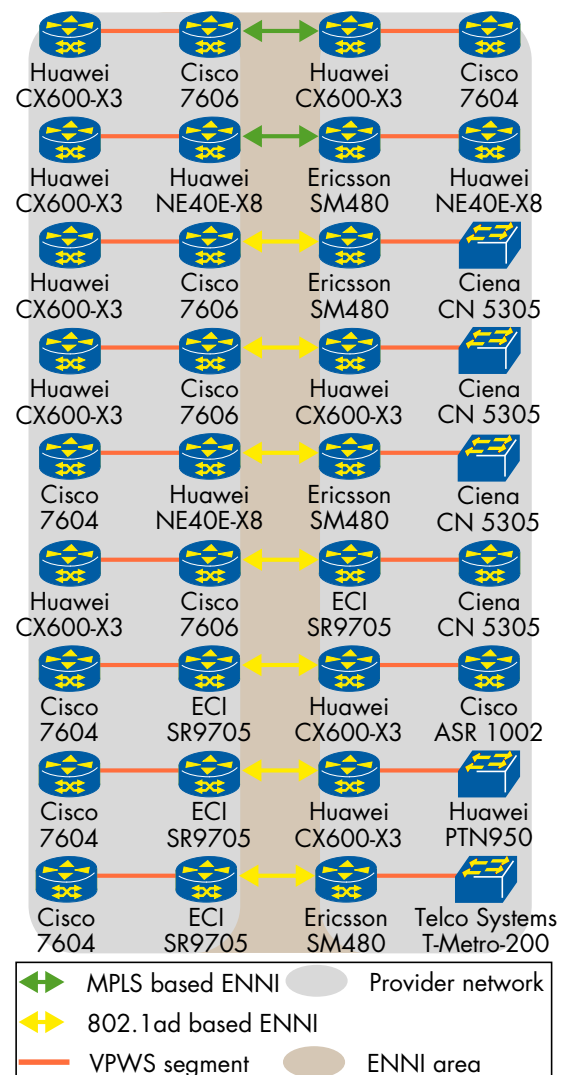 Huawei Cisco Huawei Cisco
CX600-X3 7606 CX600-X3 7604
Huawei Huawei Ericsson Huawei
CX600-X3 NE40E-X8 SM480 NE40E-X8
Huawei Cisco Ericsson Ciena
CX600-X3 7606 SM480 CN 5305
Huawei Cisco Huawei Ciena
CX600-X3 7606 CX600-X3 CN 5305
Cisco Huawei Ericsson Ciena
7604 NE40E-X8 SM480 CN 5305
Huawei Cisco ECI Ciena
CX600-X3 7606 SR9705 CN 5305
Cisco ECI Huawei Cisco
7604 SR9705 CX600-X3 ASR 1002
Cisco ECI Huawei Huawei
7604 SR9705 CX600-X3 PTN950
Cisco ECI Ericsson Telco Systems
7604 SR9705 SM480 T-Metro-200
MPLS based ENNI Provider network
802.1ad based ENNI
VPWS segment ENNI area